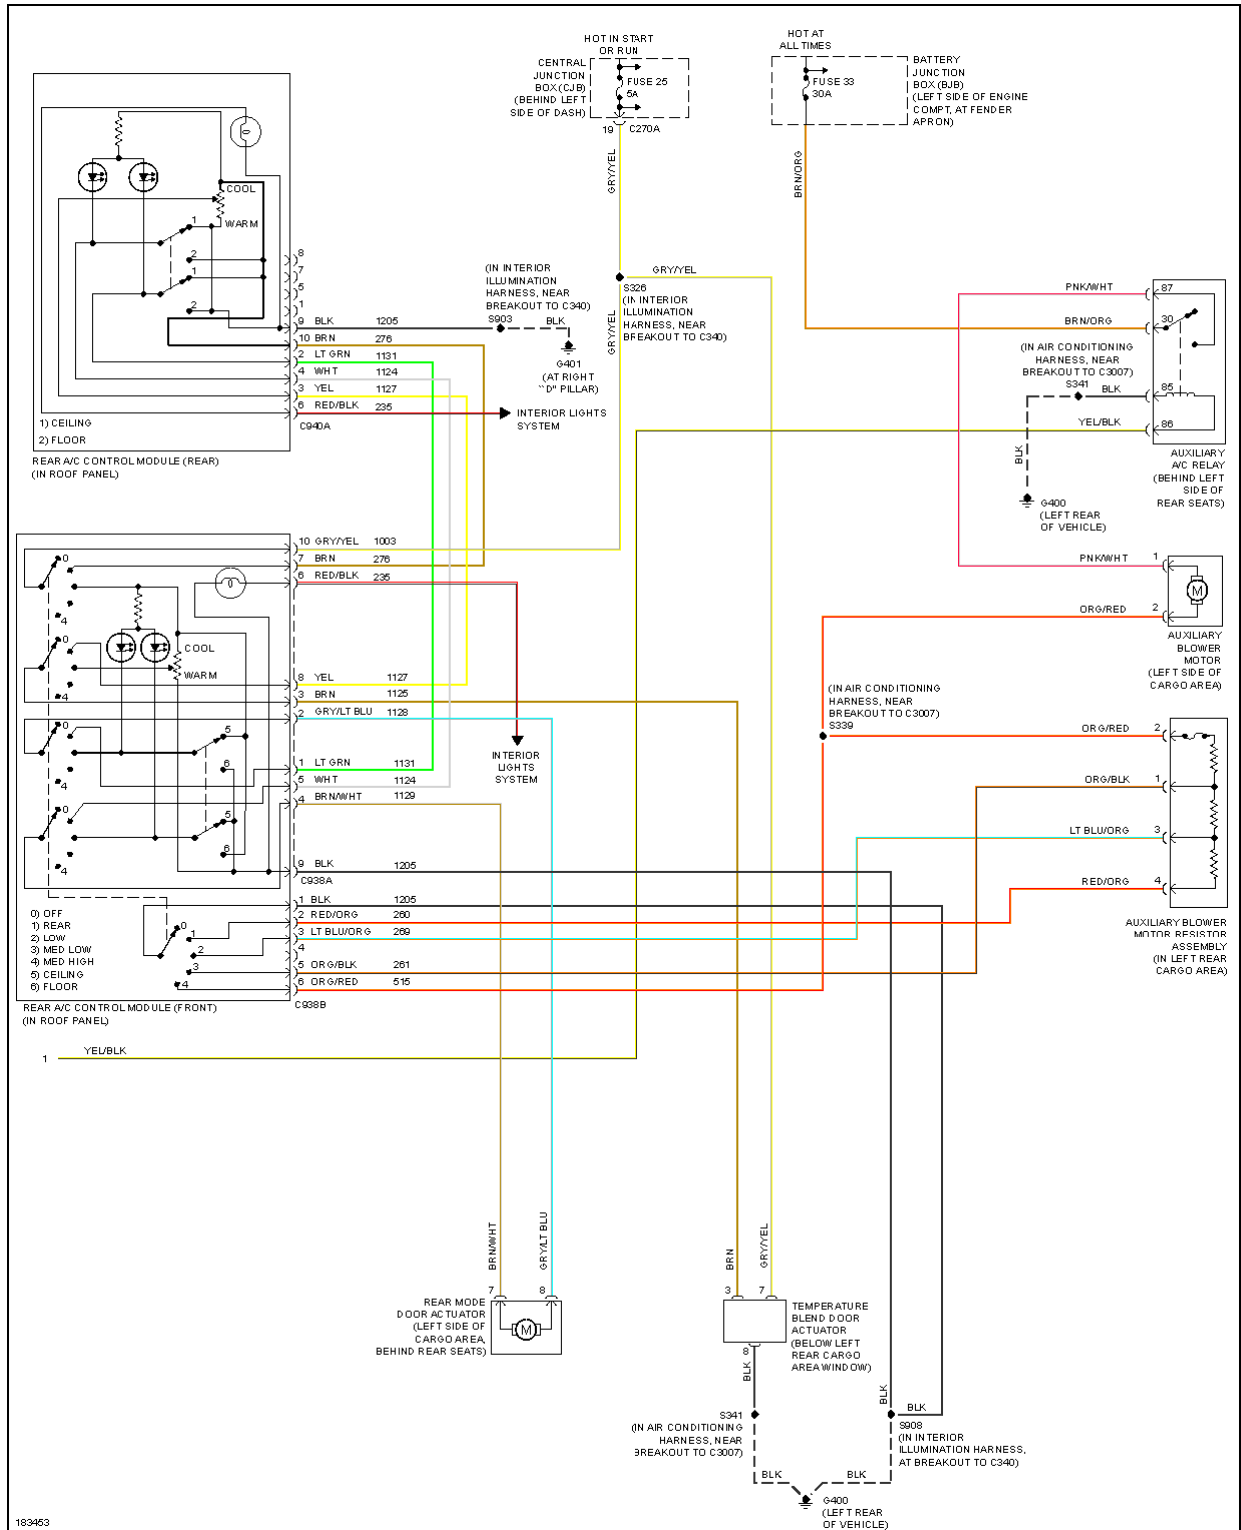 HOT IN START
OR RUN
CENTRAL
JUNCTION
BOX (CJB)
(BEHIND LEFT
SIDE OF DASH)
FUSE 25
5A
19
C270A
GRY/YEL
HOT AT
ALL TIMES
FUSE 33
30A
BATTERY
JUNCTION
BOX (BJB)
(LEFT SIDE OF ENGINE
COMPT, AT FENDER
APRON)
BRN/ORG
COOL
WARM
1
2
1
2
8
7
5
1
9 BLK 1205
10 BRN 276
2 LT GRN 1131
4 WHT 1124
3 YEL 1127
6 RED/BLK 235
C940A
1) CEILING
2) FLOOR
REAR A/C CONTROL MODULE (REAR)
(IN ROOF PANEL)
(IN INTERIOR
ILLUMINATION
HARNESS, NEAR
BREAKOUT TO C340)
S903
BLK
G401
(AT RIGHT
"D" PILLAR)
INTERIOR LIGHTS
SYSTEM
GRY/YEL
S326
(IN INTERIOR
ILLUMINATION
HARNESS, NEAR
BREAKOUT TO C340)
GRY/YEL
PNK/WHT 87
BRN/ORG 30
(IN AIR CONDITIONING
HARNESS, NEAR
BREAKOUT TO C3007)
S341
BLK 85
YEL/BLK 86
BLK
AUXILIARY
A/C RELAY
(BEHIND LEFT
SIDE OF
REAR SEATS)
G400
(LEFT REAR
OF VEHICLE)
PNK/WHT 1
M
ORG/RED 2
AUXILIARY
BLOWER
MOTOR
(LEFT SIDE OF
CARGO AREA)
10 GRY/YEL 1003
7 BRN 276
6 RED/BLK 235
0
4
0
4
COOL
WARM
8 YEL 1127
3 BRN 1125
2 GRY/LT BLU 1128
0
4
5
6
1 LT GRN 1131
5 WHT 1124
4 BRN/WHT 1129
0
4
5
6
9 BLK 1205
C938A
INTERIOR
LIGHTS
SYSTEM
1 BLK 1205
2 RED/ORG 260
3 LT BLU/ORG 269
4
5 ORG/BLK 261
6 ORG/RED 515
C938B
0
1
2
3
4
0) OFF
1) REAR
2) LOW
3) MED LOW
4) MED HIGH
5) CEILING
6) FLOOR
REAR A/C CONTROL MODULE (FRONT)
(IN ROOF PANEL)
(IN AIR CONDITIONING
HARNESS, NEAR
BREAKOUT TO C3007)
S339
ORG/RED 2
ORG/BLK 1
LT BLU/ORG 3
RED/ORG 4
AUXILIARY BLOWER
MOTOR RESISTOR
ASSEMBLY
(IN LEFT REAR
CARGO AREA)
1 YEL/BLK
BRN/WHT
GRY/LT BLU
7
8
M
REAR MODE
DOOR ACTUATOR
(LEFT SIDE OF
CARGO AREA,
BEHIND REAR SEATS)
BRN
GRY/YEL
3
7
8
TEMPERATURE
BLEND DOOR
ACTUATOR
(BELOW LEFT
REAR CARGO
AREA WINDOW)
BLK
S341
(IN AIR CONDITIONING
HARNESS, NEAR
BREAKOUT TO C3007)
BLK
BLK
S908
(IN INTERIOR
ILLUMINATION HARNESS,
AT BREAKOUT TO C340)
BLK
BLK
G400
(LEFT REAR
OF VEHICLE)
183453